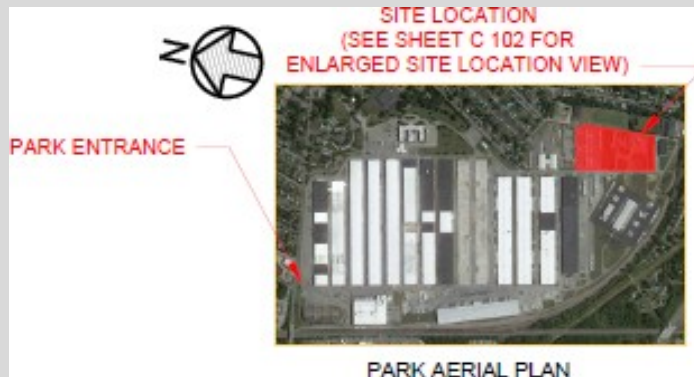 SITE LOCATION
(SEE SHEET C 102 FOR
ENLARGED SITE LOCATION VIEW)
N
PARK ENTRANCE
PARK AERIAL PLAN